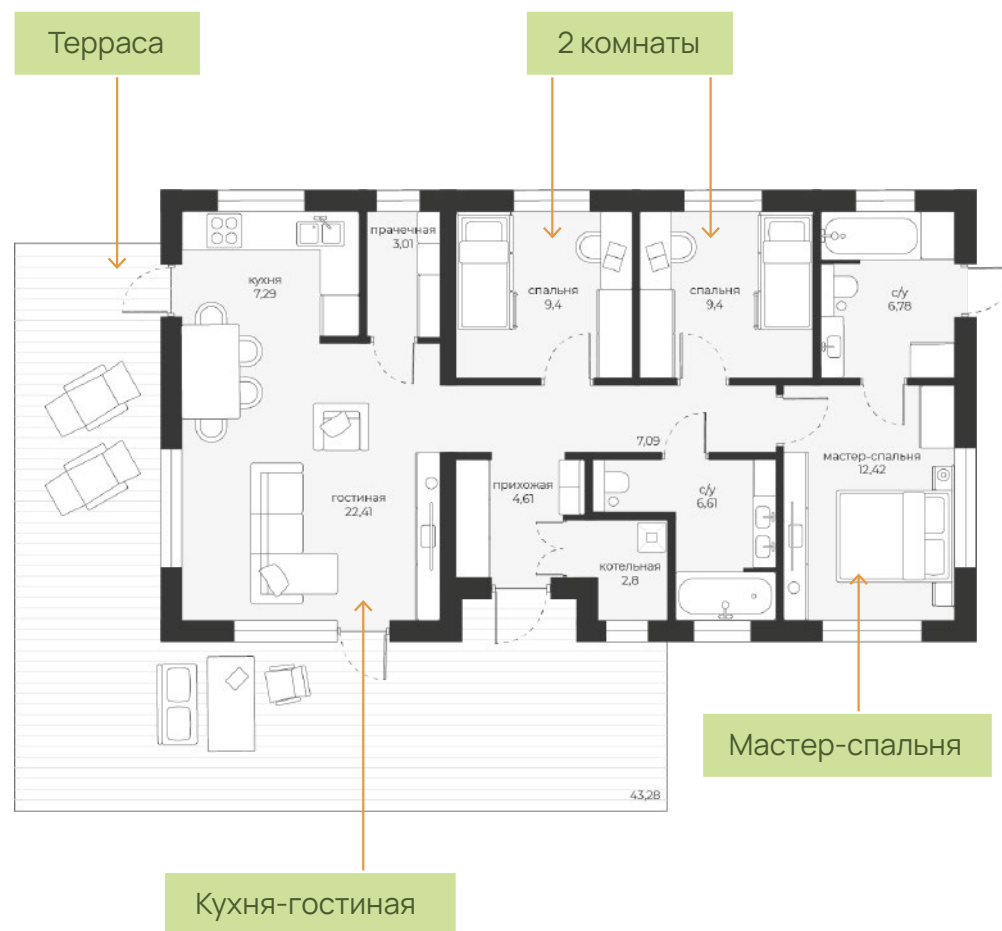 Терраса
2 комнаты
прачечная
3,01
кухня
7,29
спальня
9.4
спальня
9.4
с/у
6,78
7,09
мастер-спальня
12,42
гостиная
22,41
прихожая
4,61
с/у
6,61
котельная
2,8
Мастер-спальня
43,28
Кухня-гостиная